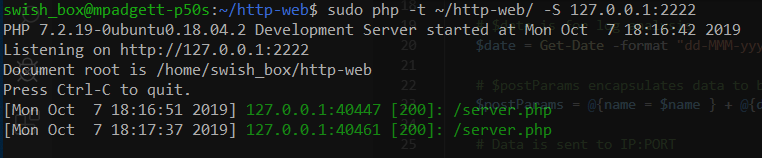 swish_box@mpadgett-p50s:~/http-web$ sudo php -t ~/http-web/ -S 127.0.0.1:2222
PHP 7.2.19-0ubuntu0.18.04.2 Development Server started at Mon Oct  7 18:16:42 2019
19
Listening on http://127.0.0.1:2222
20
$date = Get-Date -format "dd-MMM-yyy
Document root is /home/swish_box/http-web
Press Ctrl-C to quit.
# $postParams encapsulates data to b
[Mon Oct  7 18:16:51 2019] 127.0.0.1:40447 [200]: /server.php
$postParams = @{name = $name } + @{c
[Mon Oct  7 18:17:37 2019] 127.0.0.1:40461 [200]: /server.php
25
# Data is sent to IP:PORT